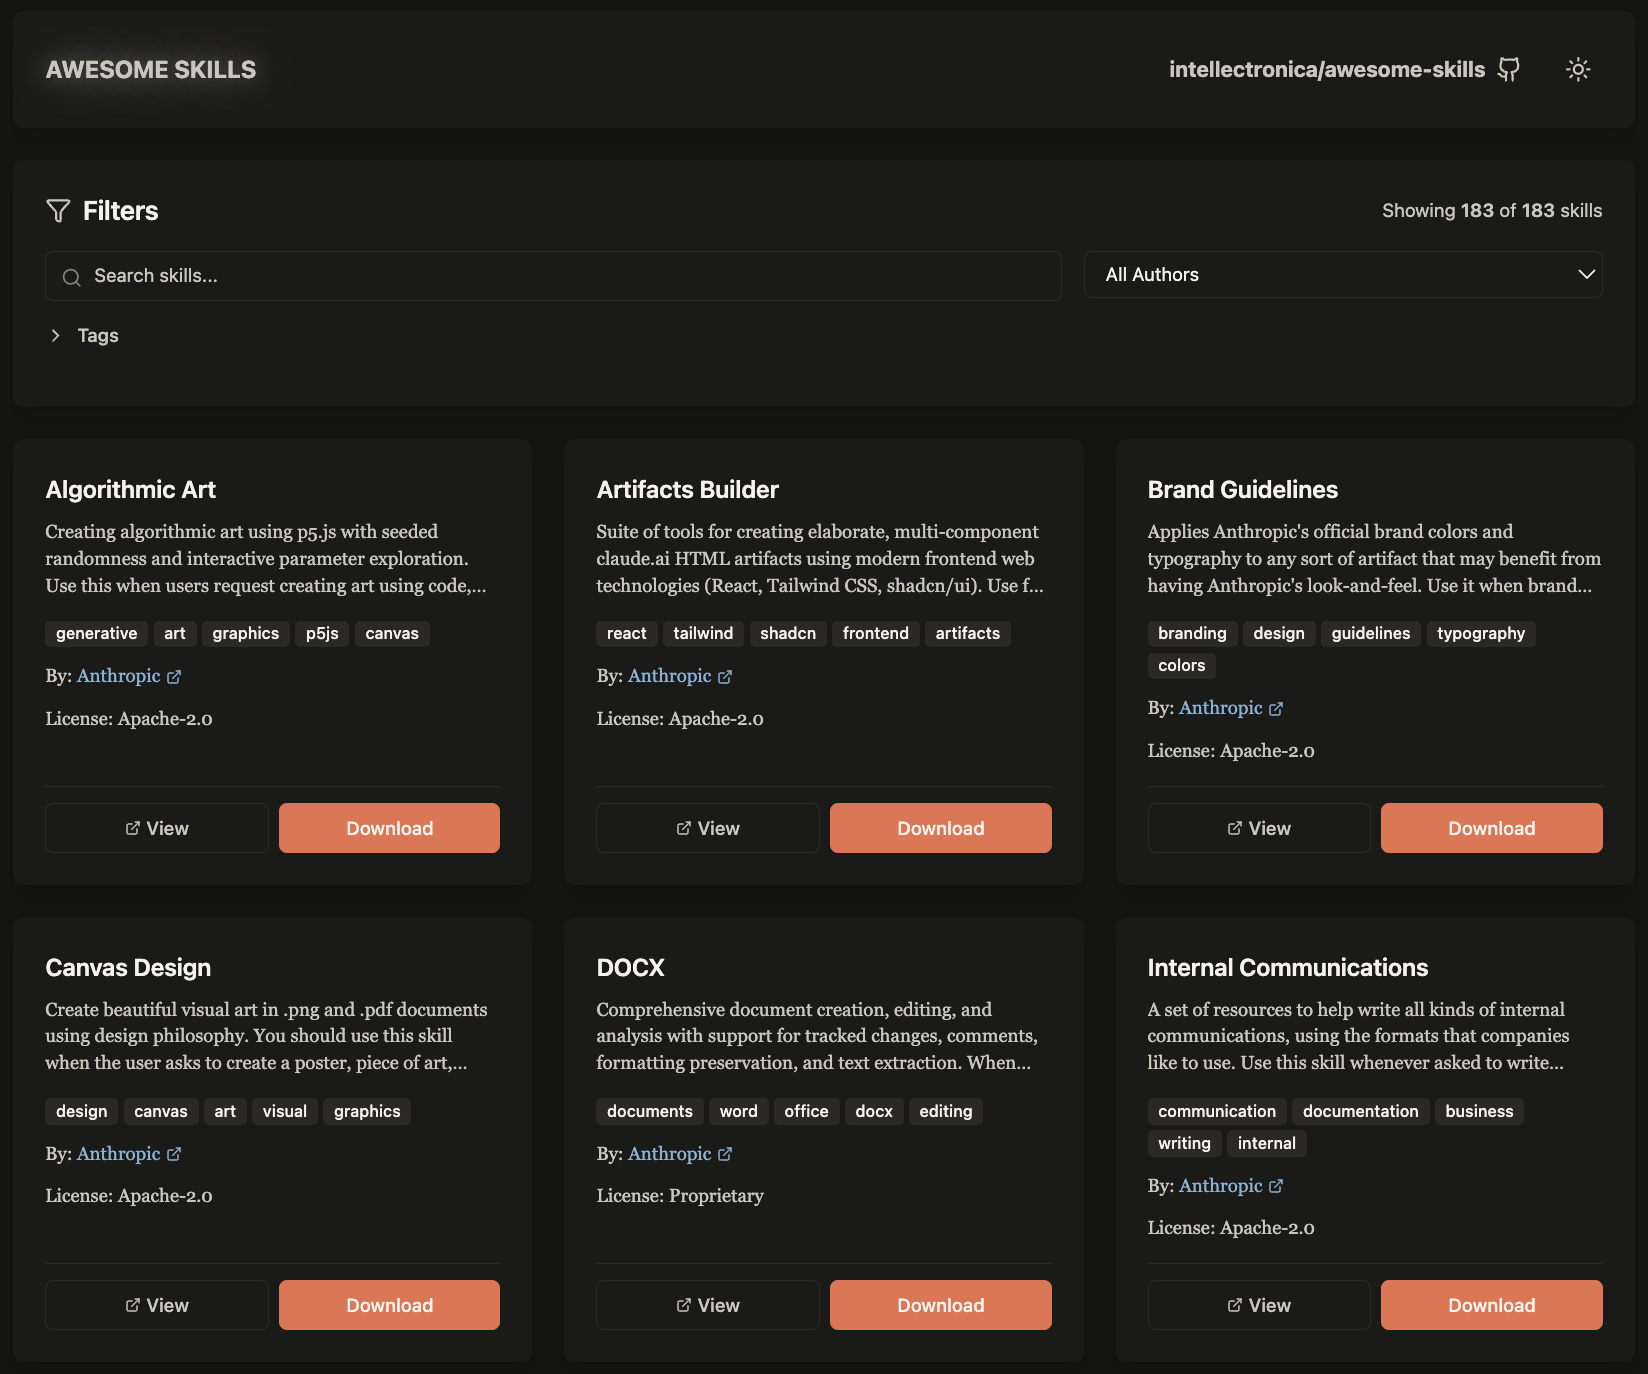 AWESOME SKILLS
intellectronica/awesome-skills
Filters
Showing 183 of 183 skills
Search skills...
All Authors
Tags
Algorithmic Art
Creating algorithmic art using p5.js with seeded
randomness and interactive parameter exploration.
Use this when users request creating art using code,...
generative art graphics p5js canvas
By: Anthropic
License: Apache-2.0
View
Download
Artifacts Builder
Suite of tools for creating elaborate, multi-component
claude.ai HTML artifacts using modern frontend web
technologies (React, Tailwind CSS, shadcn/ui). Use f...
react tailwind shadcn frontend artifacts
By: Anthropic
License: Apache-2.0
View
Download
Brand Guidelines
Applies Anthropic's official brand colors and
typography to any sort of artifact that may benefit from
having Anthropic's look-and-feel. Use it when brand...
branding design guidelines typography
colors
By: Anthropic
License: Apache-2.0
View
Download
Canvas Design
Create beautiful visual art in .png and .pdf documents
using design philosophy. You should use this skill
when the user asks to create a poster, piece of art,...
design canvas art visual graphics
By: Anthropic
License: Apache-2.0
View
Download
DOCX
Comprehensive document creation, editing, and
analysis with support for tracked changes, comments,
formatting preservation, and text extraction. When...
documents word office docx editing
By: Anthropic
License: Proprietary
View
Download
Internal Communications
A set of resources to help write all kinds of internal
communications, using the formats that companies
like to use. Use this skill whenever asked to write...
communication documentation business
writing internal
By: Anthropic
License: Apache-2.0
View
Download